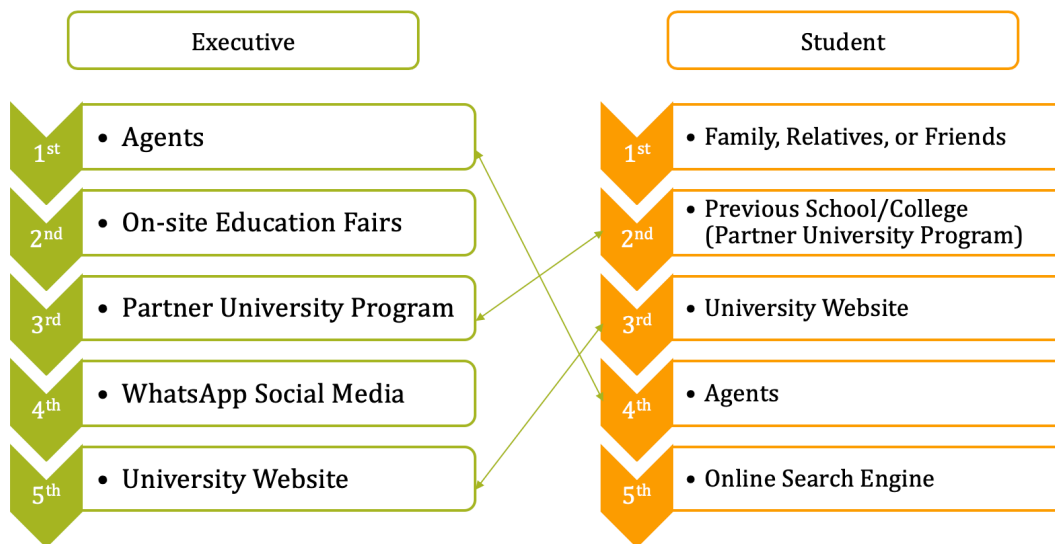 Executive
1st
• Agents
2nd
• On-site Education Fairs
3rd
• Partner University Program
4th
• WhatsApp Social Media
5th
• University Website
Student
1st
• Family, Relatives, or Friends
2nd
• Previous School/College
(Partner University Program)
3rd
• University Website
4th
• Agents
5th
• Online Search Engine